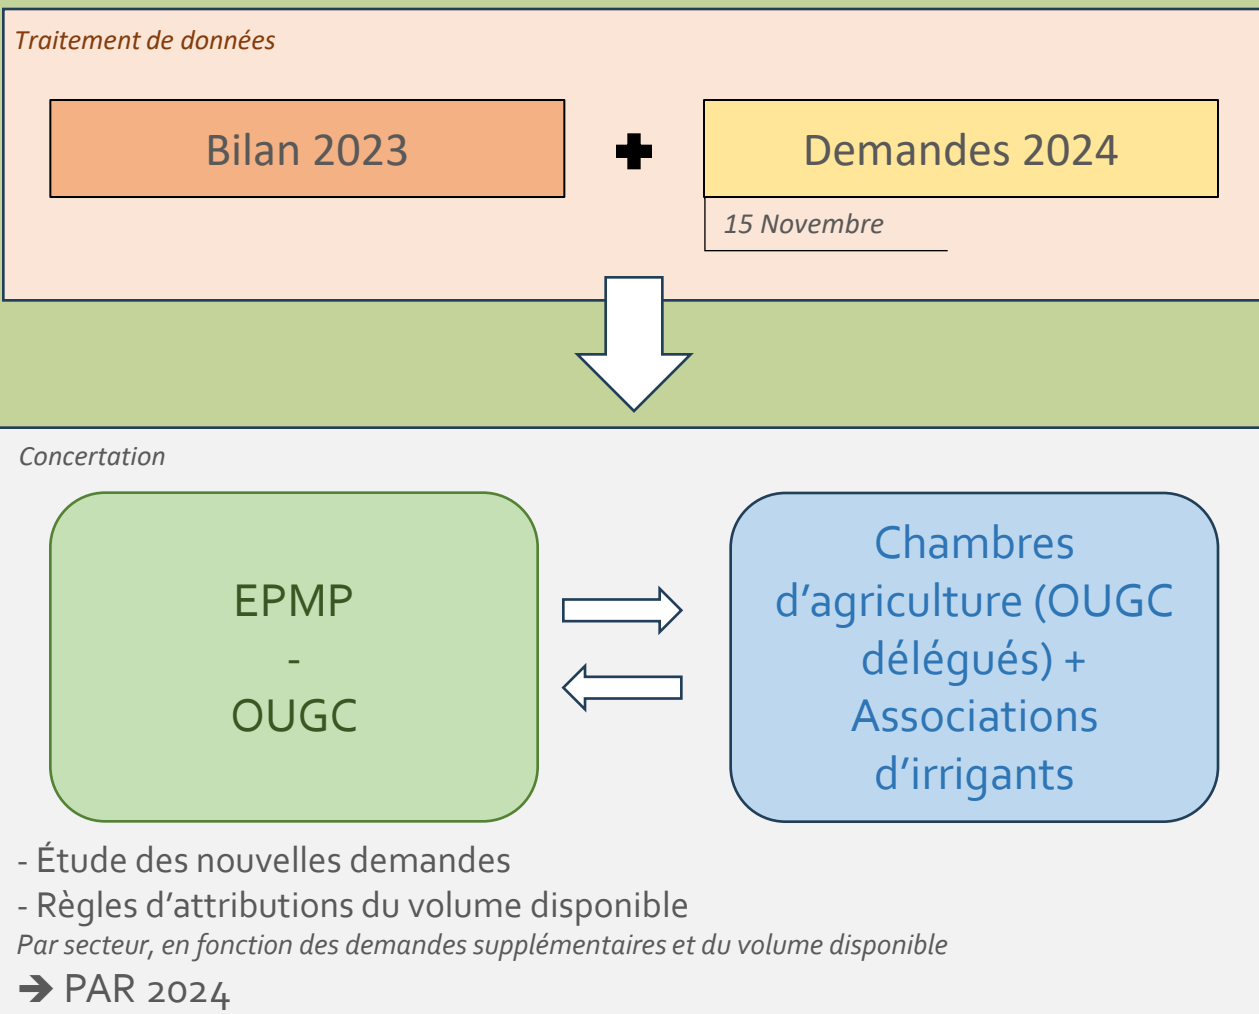 Traitement de données
Bilan 2023
Demandes 2024
15 Novembre
Concertation
EPMP
-
OUGC
Chambres
d’agriculture (OUGC
délégués) +
Associations
d’irrigants
- Étude des nouvelles demandes
- Règles d’attributions du volume disponible
Par secteur, en fonction des demandes supplémentaires et du volume disponible
➔ PAR 2024